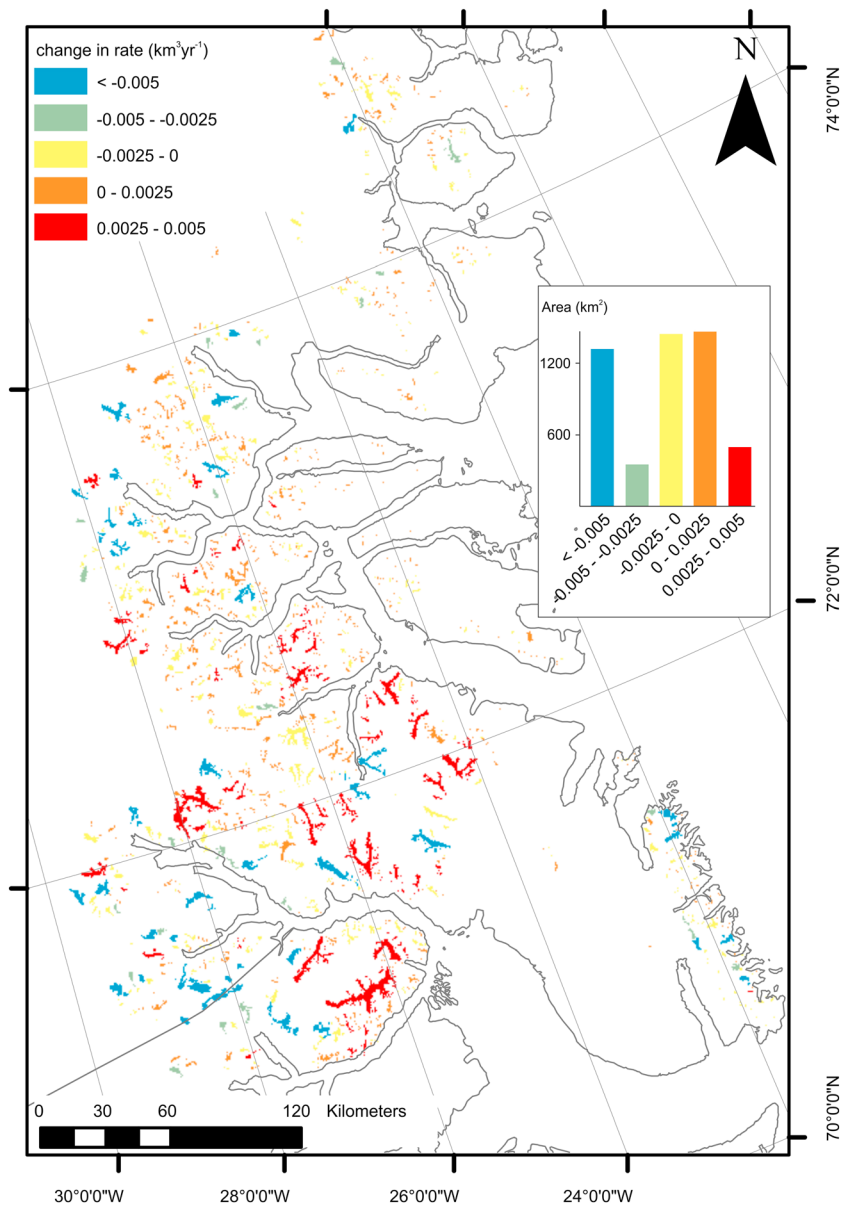 change in rate (km³yr⁻¹)
< -0.005
-0.005 - -0.0025
-0.0025 - 0
0 - 0.0025
0.0025 - 0.005
N
74°0'0"N
Area (km²)
1200
600
< -0.005
-0.005 - -0.0025
-0.0025 - 0
0 - 0.0025
0.0025 - 0.005
72°0'0"N
70°0'0"N
0 30 60 120 Kilometers
30°0'0"W 28°0'0"W 26°0'0"W 24°0'0"W